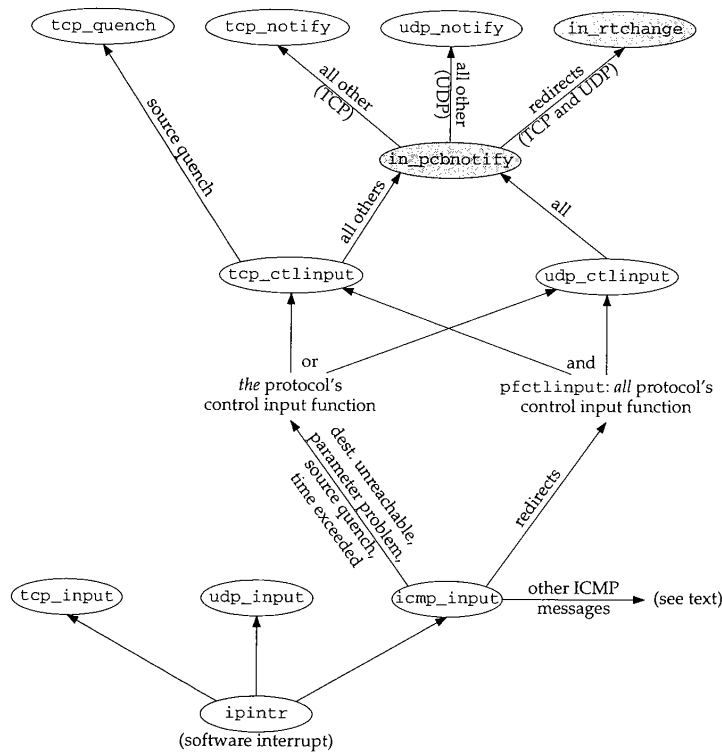 tcp_quench
tcp_notify
udp_notify
in_rtchange
all other
(TCP)
all other
(UDP)
redirects
(TCP and UDP)
source quench
in_pcbnotify
all others
all
tcp_ctlinput
udp_ctlinput
or
and
the protocol's
control input function
pfctlinput: all protocol's
control input function
dest. unreachable,
parameter problem,
source quench,
time exceeded
redirects
tcp_input
udp_input
icmp_input
other ICMP
messages
(see text)
ipintr
(software interrupt)